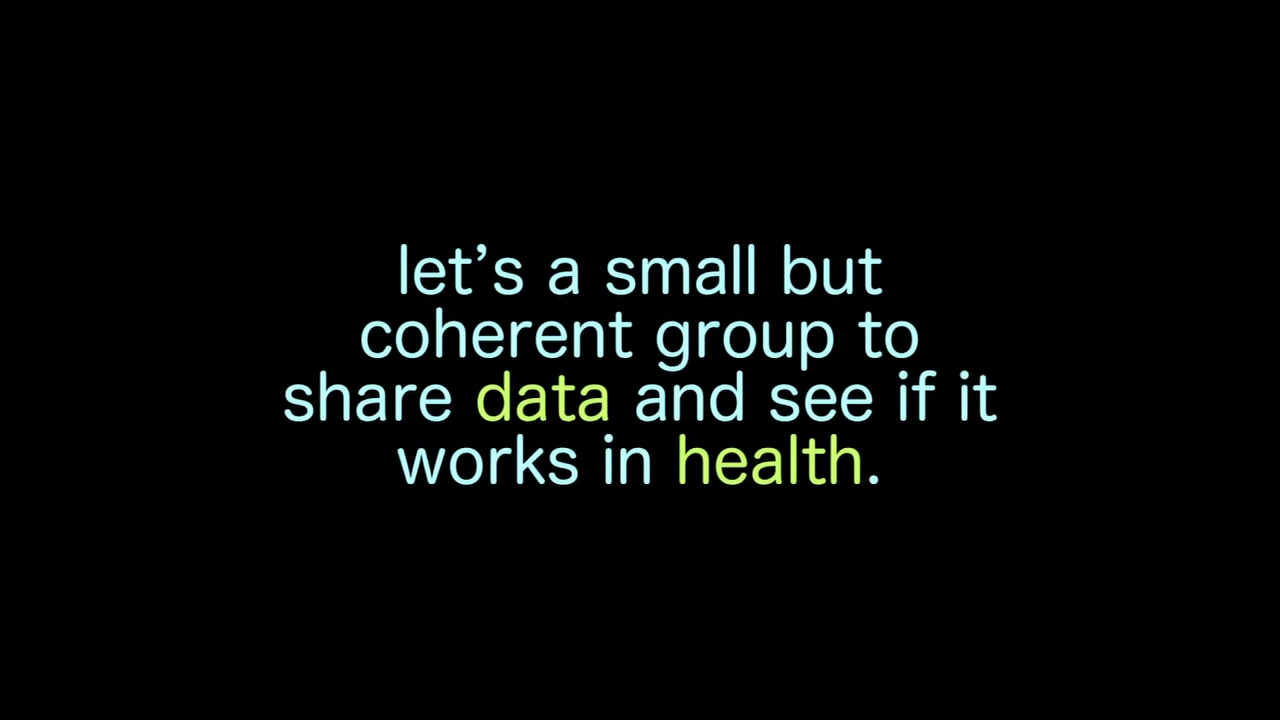 let’s a small but
coherent group to
share data and see if it
works in health.